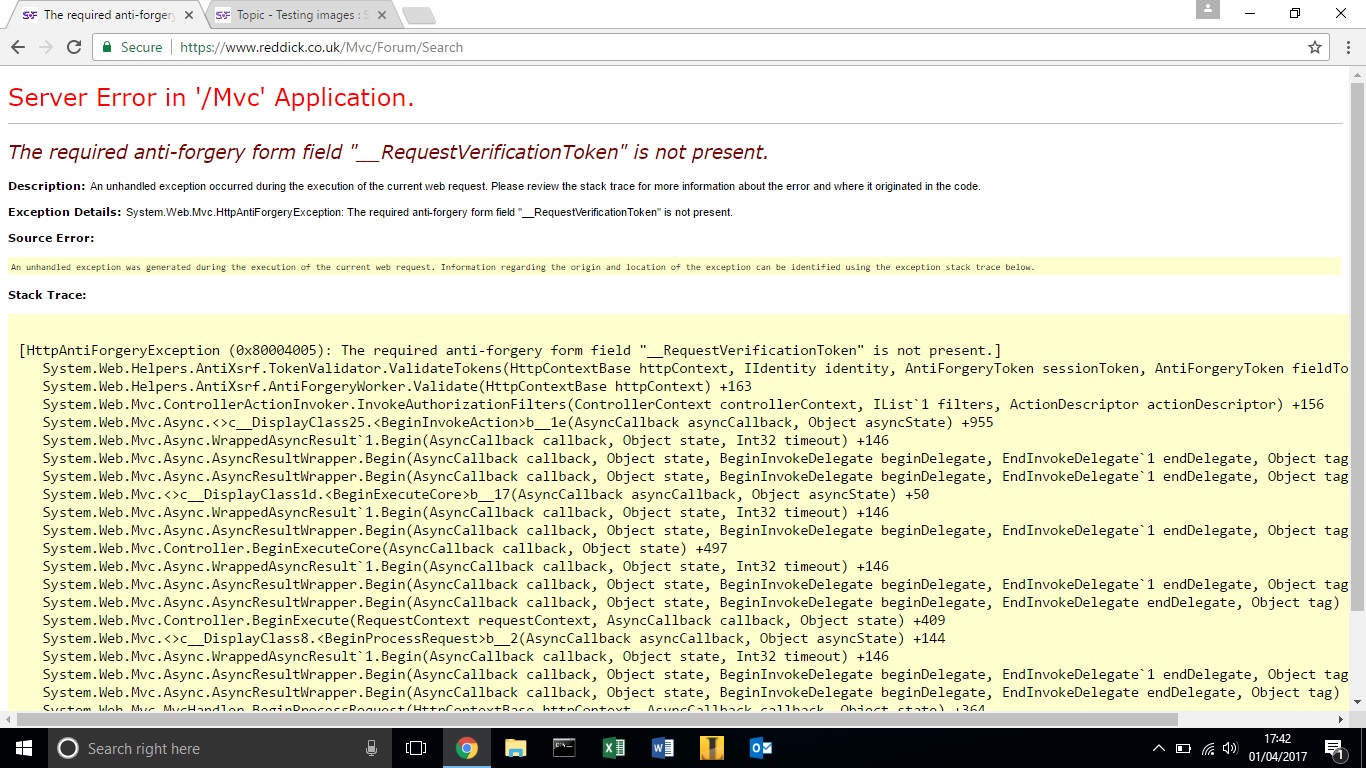 The required anti-forger
Topic - Testing images : S
Secure
https://www.reddick.co.uk/Mvc/Forum/Search
Server Error in '/Mvc' Application.
The required anti-forgery form field "__RequestVerificationToken" is not present.
Description: An unhandled exception occurred during the execution of the current web request. Please review the stack trace for more information about the error and where it originated in the code.
Exception Details: System.Web.Mvc.HttpAntiForgeryException: The required anti-forgery form field "__RequestVerificationToken" is not present.
Source Error:
An unhandled exception was generated during the execution of the current web request. Information regarding the origin and location of the exception can be identified using the exception stack trace below.
Stack Trace:
[HttpAntiForgeryException (0x80004005): The required anti-forgery form field "__RequestVerificationToken" is not present.]
System.Web.Helpers.AntiXsrf.TokenValidator.ValidateTokens(HttpContextBase httpContext, IIdentity identity, AntiForgeryToken sessionToken, AntiForgeryToken fieldTo
System.Web.Helpers.AntiXsrf.AntiForgeryWorker.Validate(HttpContextBase httpContext) +163
System.Web.Mvc.ControllerActionInvoker.InvokeAuthorizationFilters(ControllerContext controllerContext, IList`1 filters, ActionDescriptor actionDescriptor) +156
System.Web.Mvc.Async.<>c__DisplayClass25.<BeginInvokeAction>b__1e(AsyncCallback asyncCallback, Object asyncState) +955
System.Web.Mvc.Async.WrappedAsyncResult`1.Begin(AsyncCallback callback, Object state, Int32 timeout) +146
System.Web.Mvc.Async.AsyncResultWrapper.Begin(AsyncCallback callback, Object state, BeginInvokeDelegate beginDelegate, EndInvokeDelegate`1 endDelegate, Object tag
System.Web.Mvc.Async.AsyncResultWrapper.Begin(AsyncCallback callback, Object state, BeginInvokeDelegate beginDelegate, EndInvokeDelegate`1 endDelegate, Object tag
System.Web.Mvc.<>c__DisplayClass1d.<BeginExecuteCore>b__17(AsyncCallback asyncCallback, Object asyncState) +50
System.Web.Mvc.Async.WrappedAsyncResult`1.Begin(AsyncCallback callback, Object state, Int32 timeout) +146
System.Web.Mvc.Async.AsyncResultWrapper.Begin(AsyncCallback callback, Object state, BeginInvokeDelegate beginDelegate, EndInvokeDelegate`1 endDelegate, Object tag
System.Web.Mvc.Controller.BeginExecuteCore(AsyncCallback callback, Object state) +497
System.Web.Mvc.Async.WrappedAsyncResult`1.Begin(AsyncCallback callback, Object state, Int32 timeout) +146
System.Web.Mvc.Async.AsyncResultWrapper.Begin(AsyncCallback callback, Object state, BeginInvokeDelegate beginDelegate, EndInvokeDelegate`1 endDelegate, Object tag
System.Web.Mvc.Async.AsyncResultWrapper.Begin(AsyncCallback callback, Object state, BeginInvokeDelegate beginDelegate, EndInvokeDelegate endDelegate, Object tag)
System.Web.Mvc.Controller.BeginExecute(RequestContext requestContext, AsyncCallback callback, Object state) +409
System.Web.Mvc.<>c__DisplayClass8.<BeginProcessRequest>b__2(AsyncCallback asyncCallback, Object asyncState) +144
System.Web.Mvc.Async.WrappedAsyncResult`1.Begin(AsyncCallback callback, Object state, Int32 timeout) +146
System.Web.Mvc.Async.AsyncResultWrapper.Begin(AsyncCallback callback, Object state, BeginInvokeDelegate beginDelegate, EndInvokeDelegate`1 endDelegate, Object tag
System.Web.Mvc.Async.AsyncResultWrapper.Begin(AsyncCallback callback, Object state, BeginInvokeDelegate beginDelegate, EndInvokeDelegate endDelegate, Object tag)
System.Web.Mvc.MvcHandler.BeginProcessRequest(HttpContextBase httpContext, AsyncCallback callback, Object state) +364
Search right here
17:42
01/04/2017
1